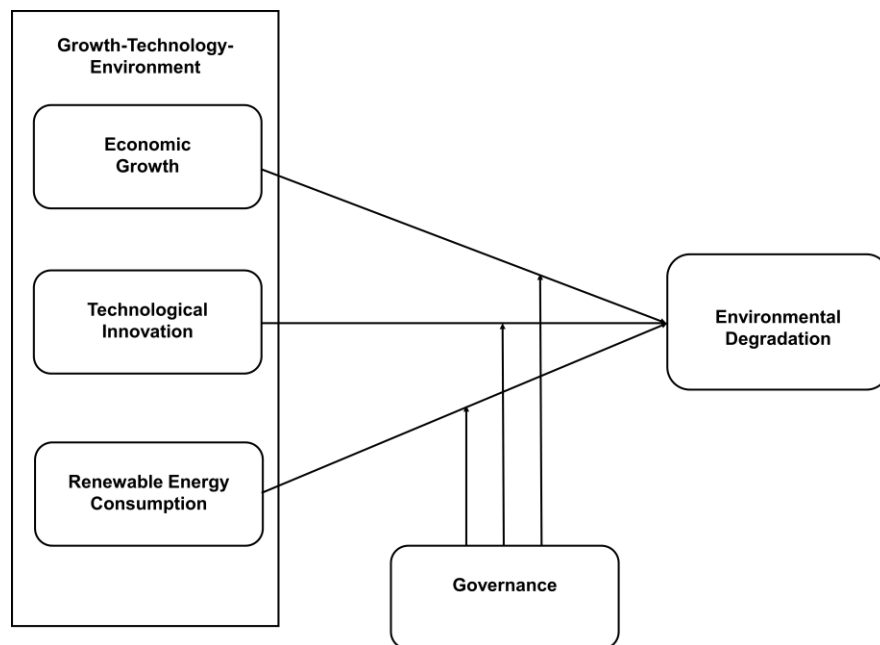 Growth-Technology-
Environment
Economic
Growth
Technological
Innovation
Environmental
Degradation
Renewable Energy
Consumption
Governance